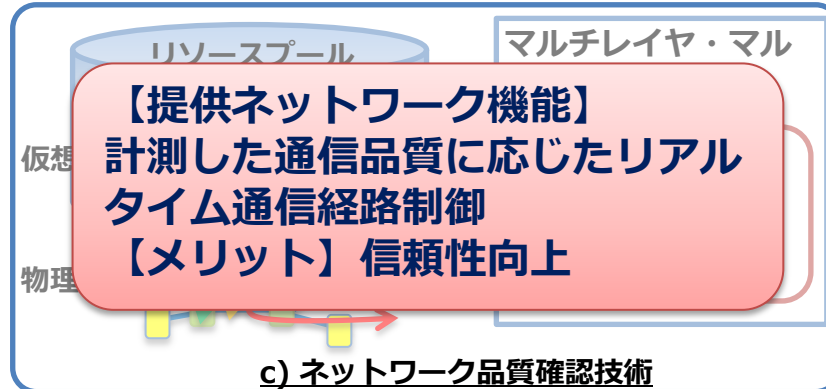 リソースプール
マルチレイヤ・マル
【提供ネットワーク機能】
計測した通信品質に応じたリアル
タイム通信経路制御
【メリット】信頼性向上
仮想
物理
c) ネットワーク品質確認技術